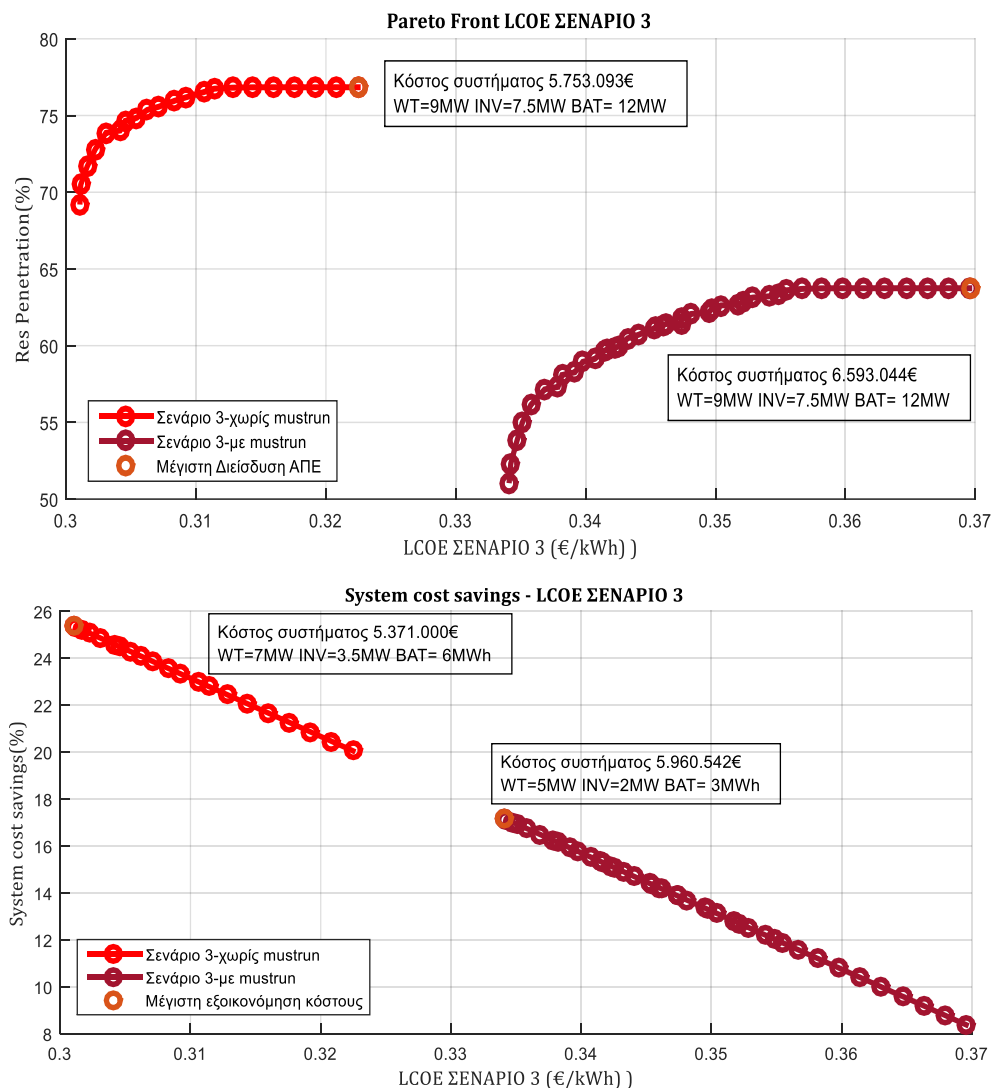 Pareto Front LCOE ΣΕΝΑΡΙΟ 3
80
75
70
65
60
55
50
Res Penetration(%)
Κόστος συστήματος 5.753.093€
WT=9MW INV=7.5MW BAT= 12MW
Κόστος συστήματος 6.593.044€
WT=9MW INV=7.5MW BAT= 12MW
Σενάριο 3-χωρίς mustrun
Σενάριο 3-με mustrun
Μέγιστη Διείσδυση ΑΠΕ
0.3 0.31 0.32 0.33 0.34 0.35 0.36 0.37
LCOE ΣΕΝΑΡΙΟ 3 (€/kWh) )
System cost savings - LCOE ΣΕΝΑΡΙΟ 3
26
24
22
20
18
16
14
12
10
8
System cost savings(%)
Κόστος συστήματος 5.371.000€
WT=7MW INV=3.5MW BAT= 6MWh
Κόστος συστήματος 5.960.542€
WT=5MW INV=2MW BAT= 3MWh
Σενάριο 3-χωρίς mustrun
Σενάριο 3-με mustrun
Μέγιστη εξοικονόμηση κόστους
0.3 0.31 0.32 0.33 0.34 0.35 0.36 0.37
LCOE ΣΕΝΑΡΙΟ 3 (€/kWh) )